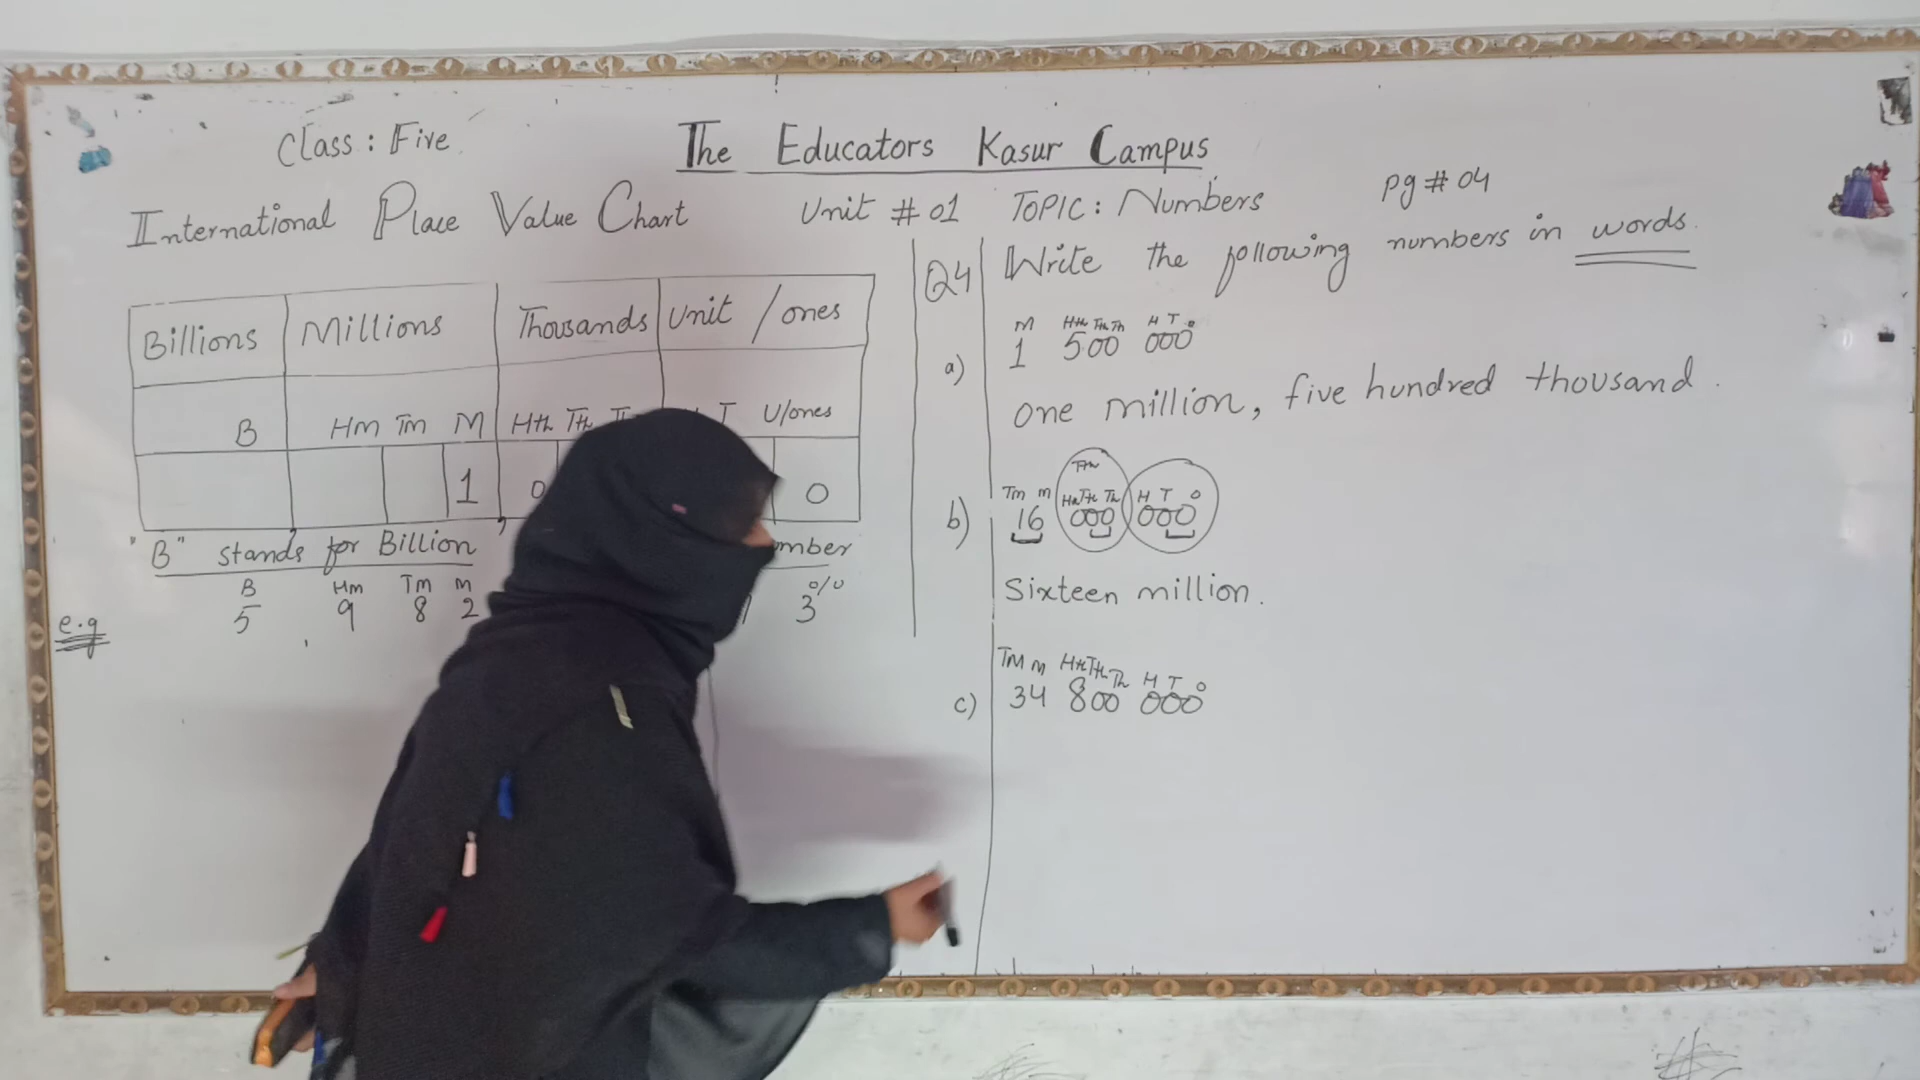 Class: Five
The Educators Kasur Campus
International Place Value Chart
Unit # 01 TOPIC: Numbers
pg# 04
Billions Millions Thousands Unit / ones
B Hm Tm M Hth Tth T U/ones
1 0 0
"B" stands for Billion
B Hm Tm M O/U
e.g 5 9 8 2 3
Q4 Write the following numbers in words.
M Hth Tth Th H T o
a) 1 500 000
one million, five hundred thousand.
Tth
Tm m Hth Tth Th H T o
b) 16 000 000
Sixteen million.
TM m Hth Tth Th H T o
c) 34 800 000